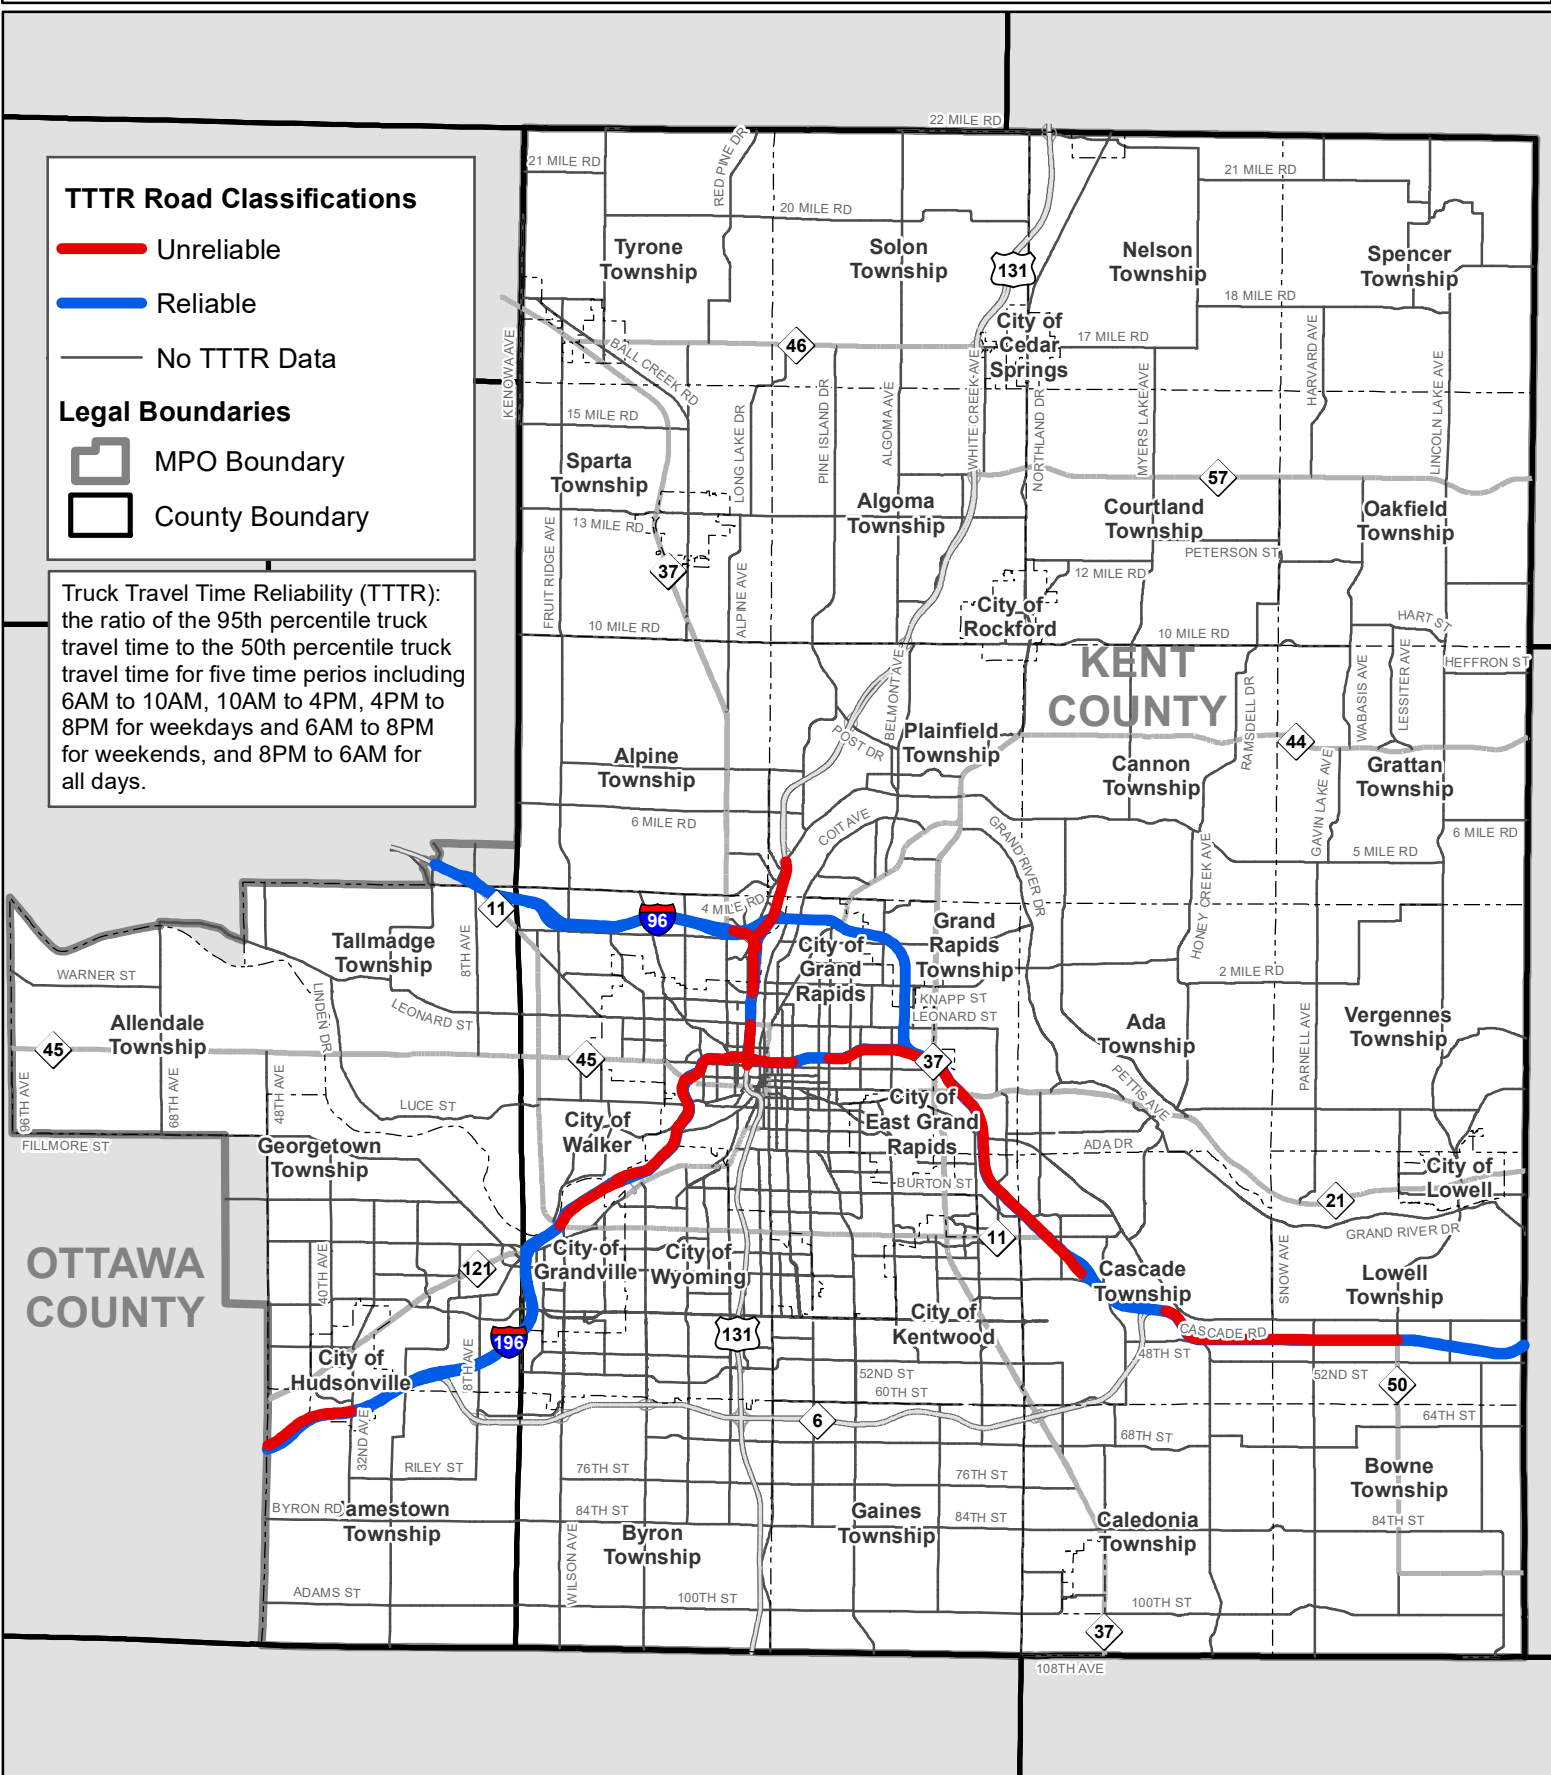 22 MILE RD
21 MILE RD
RED PINE DR
20 MILE RD
21 MILE RD
TTTR Road Classifications
Unreliable
Reliable
No TTTR Data
Legal Boundaries
MPO Boundary
County Boundary
Truck Travel Time Reliability (TTTR):
the ratio of the 95th percentile truck
travel time to the 50th percentile truck
travel time for five time perios including
6AM to 10AM, 10AM to 4PM, 4PM to
8PM for weekdays and 6AM to 8PM
for weekends, and 8PM to 6AM for
all days.
Tyrone
Township
Solon
Township
131
Nelson
Township
Spencer
Township
18 MILE RD
KENOWA AVE
BALL CREEK RD
46
City of
Cedar
Springs
17 MILE RD
HARVARD AVE
15 MILE RD
LONG LAKE DR
PINE ISLAND DR
ALGOMA AVE
WHITE CREEK AVE
NORTHLAND DR
MYERS LAKE AVE
LINCOLN LAKE AVE
Sparta
Township
57
Algoma
Township
Courtland
Township
Oakfield
Township
13 MILE RD
PETERSON ST
FRUIT RIDGE AVE
37
ALPINE AVE
12 MILE RD
City of
Rockford
10 MILE RD
10 MILE RD
HART ST
HEFFRON ST
KENT
COUNTY
BELMONT AVE
RAMSDELL DR
WABASIS AVE
LESSITER AVE
POST DR
Plainfield
Township
44
Alpine
Township
Cannon
Township
GAVIN LAKE AVE
Grattan
Township
6 MILE RD
COIT AVE
GRAND RIVER DR
HONEY CREEK AVE
6 MILE RD
5 MILE RD
11
96
4 MILE RD
Tallmadge
Township
8TH AVE
City of
Grand
Rapids
Grand
Rapids
Township
WARNER ST
LINDEN DR
LEONARD ST
2 MILE RD
KNAPP ST
LEONARD ST
Allendale
Township
Ada
Township
PARNELL AVE
Vergennes
Township
45
45
37
96TH AVE
68TH AVE
48TH AVE
LUCE ST
PETTIS AVE
FILLMORE ST
Georgetown
Township
City of
Walker
City of
East Grand
Rapids
ADA DR
BURTON ST
City of
Lowell
21
GRAND RIVER DR
OTTAWA
COUNTY
40TH AVE
121
City of
Grandville
City of
Wyoming
11
Cascade
Township
SNOW AVE
Lowell
Township
City of
Kentwood
196
131
CASCADE RD
48TH ST
City of
Hudsonville
8TH AVE
52ND ST
60TH ST
52ND ST
50
32ND AVE
6
64TH ST
68TH ST
RILEY ST
76TH ST
76TH ST
Bowne
Township
BYRON RD
Jamestown
Township
84TH ST
Gaines
Township
84TH ST
Caledonia
Township
84TH ST
WILSON AVE
Byron
Township
ADAMS ST
100TH ST
100TH ST
37
108TH AVE